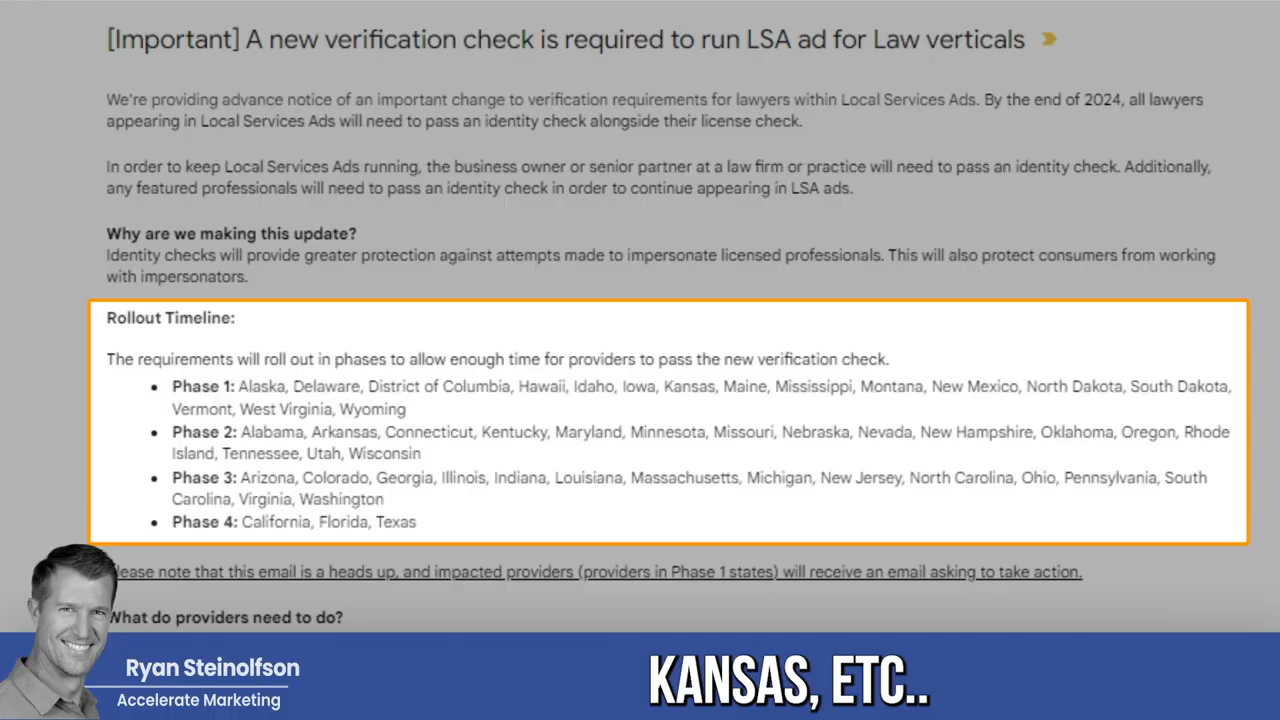 [Important] A new verification check is required to run LSA ad for Law verticals
We're providing advance notice of an important change to verification requirements for lawyers within Local Services Ads. By the end of 2024, all lawyers
appearing in Local Services Ads will need to pass an identity check alongside their license check.
In order to keep Local Services Ads running, the business owner or senior partner at a law firm or practice will need to pass an identity check. Additionally,
any featured professionals will need to pass an identity check in order to continue appearing in LSA ads.
Why are we making this update?
Identity checks will provide greater protection against attempts made to impersonate licensed professionals. This will also protect consumers from working
with impersonators.
Rollout Timeline:
The requirements will roll out in phases to allow enough time for providers to pass the new verification check.
• Phase 1: Alaska, Delaware, District of Columbia, Hawaii, Idaho, Iowa, Kansas, Maine, Mississippi, Montana, New Mexico, North Dakota, South Dakota,
Vermont, West Virginia, Wyoming
• Phase 2: Alabama, Arkansas, Connecticut, Kentucky, Maryland, Minnesota, Missouri, Nebraska, Nevada, New Hampshire, Oklahoma, Oregon, Rhode
Island, Tennessee, Utah, Wisconsin
• Phase 3: Arizona, Colorado, Georgia, Illinois, Indiana, Louisiana, Massachusetts, Michigan, New Jersey, North Carolina, Ohio, Pennsylvania, South
Carolina, Virginia, Washington
• Phase 4: California, Florida, Texas
lease note that this email is a heads up, and impacted providers (providers in Phase 1 states) will receive an email asking to take action.
What do providers need to do?
Ryan Steinolfson
Accelerate Marketing
KANSAS, ETC..